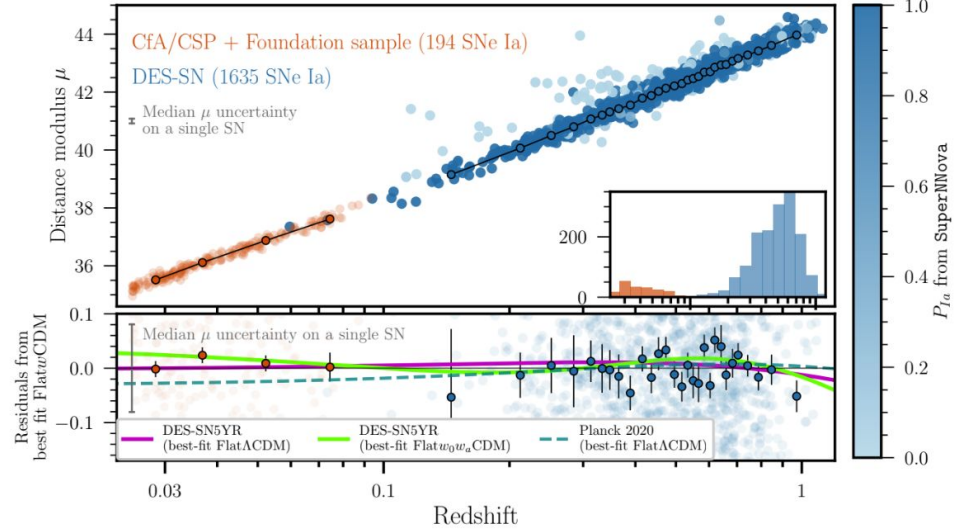 44
42
40
38
36
Distance modulus μ
CfA/CSP + Foundation sample (194 SNe Ia)
DES-SN (1635 SNe Ia)
Median μ uncertainty
on a single SN
200
0
1.0
0.8
0.6
0.4
0.2
0.0
P_{Ia} from SuperNNova
0.1
0.0
−0.1
Residuals from
best fit FlatwCDM
Median μ uncertainty on a single SN
DES-SN5YR
(best-fit FlatΛCDM)
DES-SN5YR
(best-fit Flatw₀wₐCDM)
Planck 2020
(best-fit FlatΛCDM)
0.03
0.1
1
Redshift